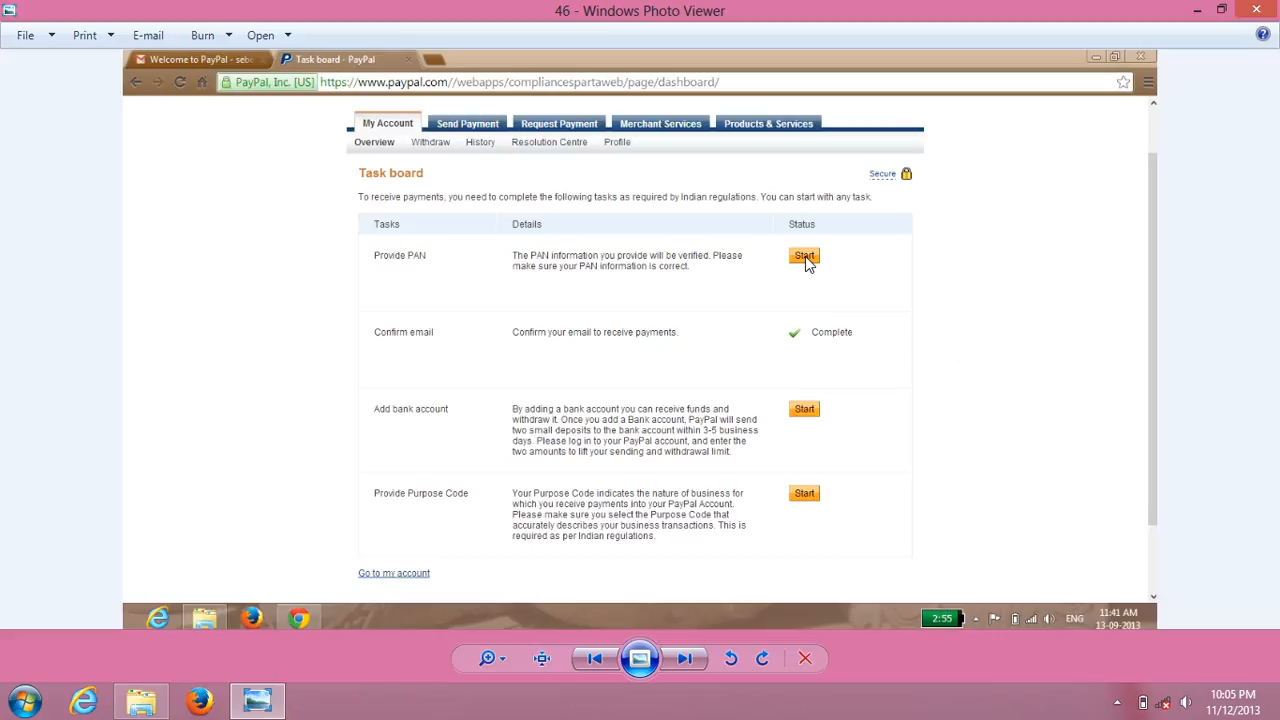 46 - Windows Photo Viewer
File Print E-mail Burn Open
Welcome to PayPal - sebo Task board - PayPal
PayPal, Inc. [US] https://www.paypal.com//webapps/compliancespartaweb/page/dashboard/
My Account Send Payment Request Payment Merchant Services Products & Services
Overview Withdraw History Resolution Centre Profile
Task board Secure
To receive payments, you need to complete the following tasks as required by Indian regulations. You can start with any task.
Tasks Details Status
Provide PAN The PAN information you provide will be verified. Please Start
make sure your PAN information is correct.
Confirm email Confirm your email to receive payments. Complete
Add bank account By adding a bank account you can receive funds and Start
withdraw it. Once you add a Bank account, PayPal will send
two small deposits to the bank account within 3-5 business
days. Please log in to your PayPal account, and enter the
two amounts to lift your sending and withdrawal limit.
Provide Purpose Code Your Purpose Code indicates the nature of business for Start
which you receive payments into your PayPal Account.
Please make sure you select the Purpose Code that
accurately describes your business transactions. This is
required as per Indian regulations.
Go to my account
2:55 ENG 11:41 AM
13-09-2013
10:05 PM
11/12/2013